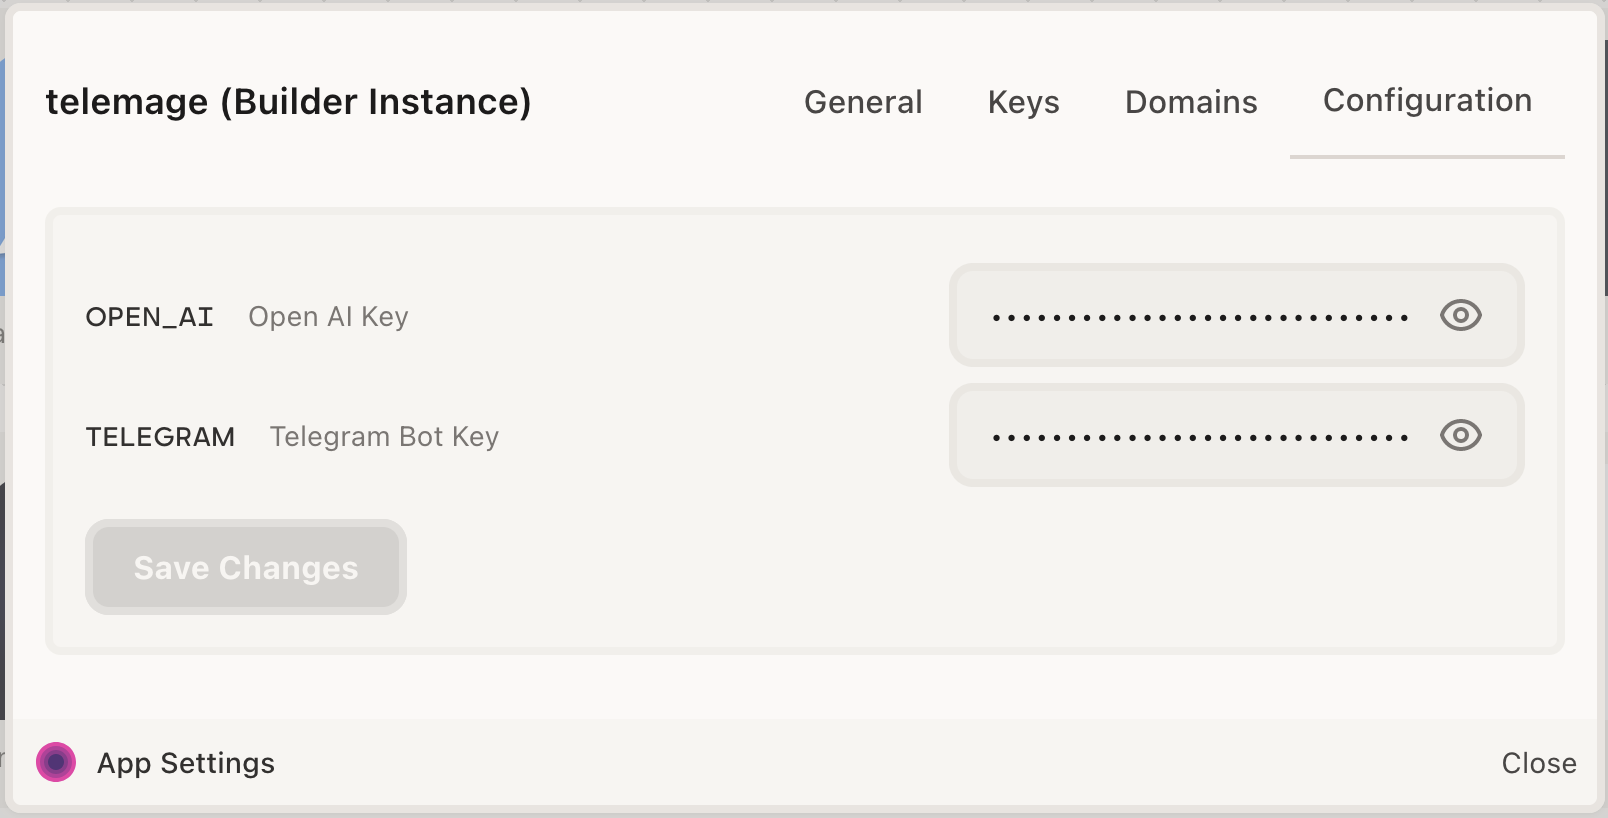 telemage (Builder Instance)
General Keys Domains Configuration
OPEN_AI Open AI Key ••••••••••••••••••••••••••••
TELEGRAM Telegram Bot Key ••••••••••••••••••••••••••••
Save Changes
App Settings
Close